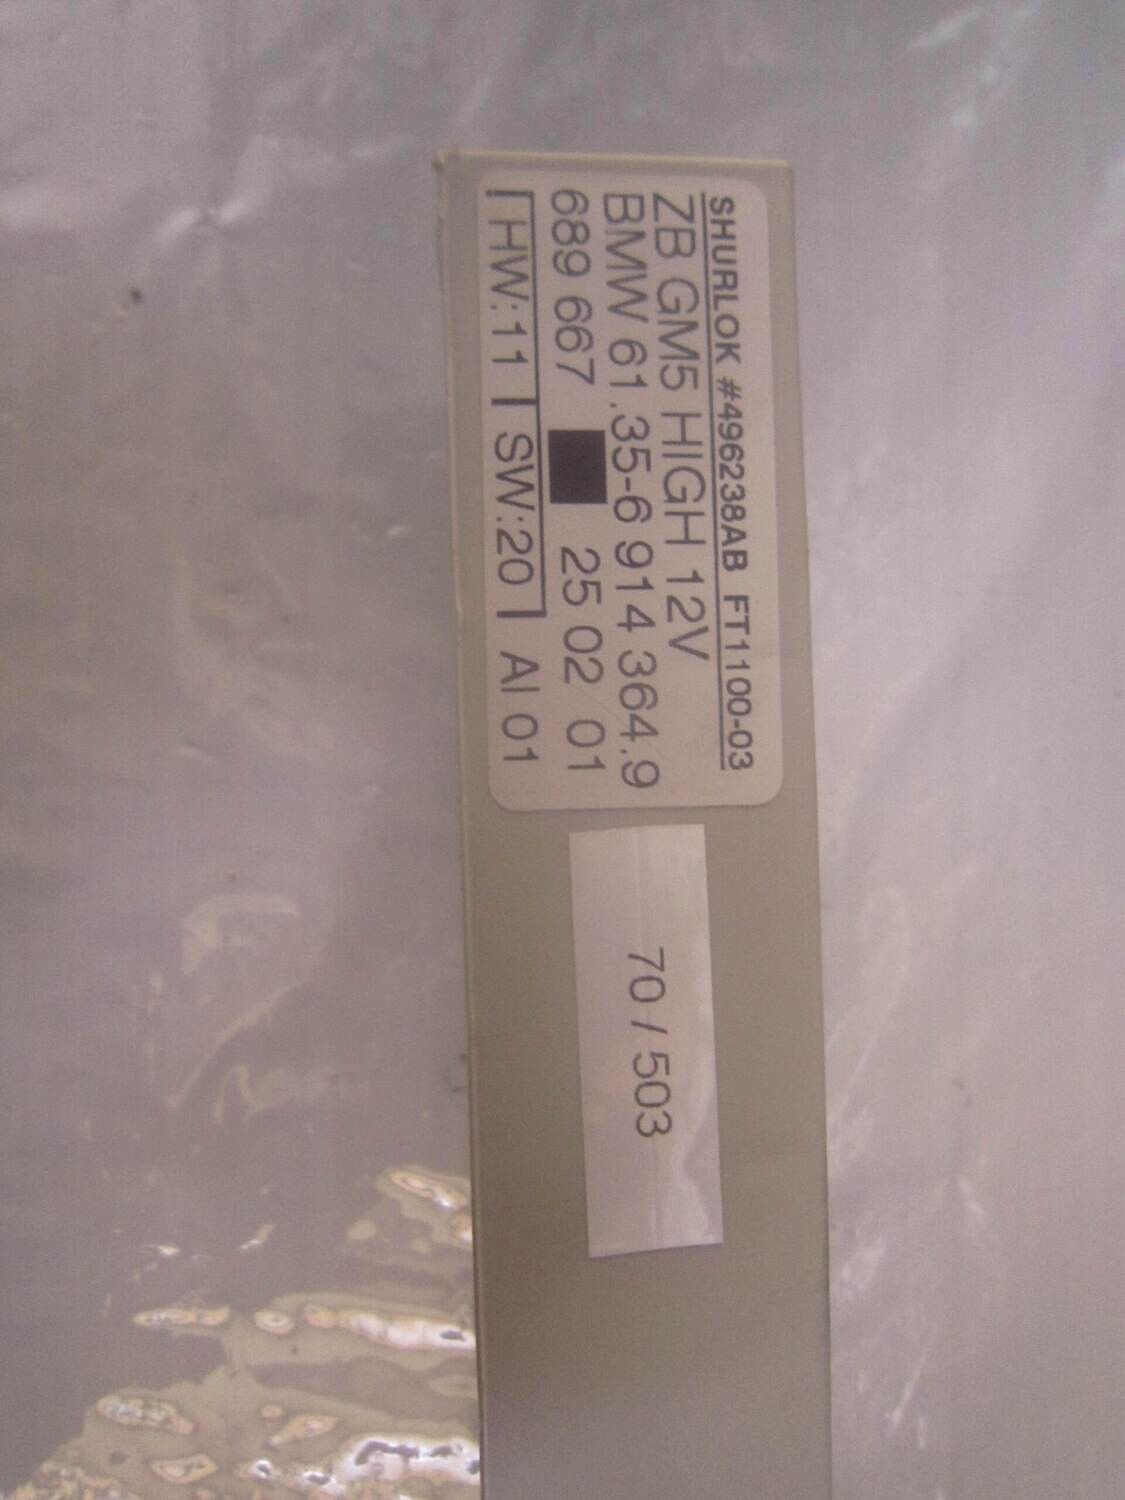 SHURLOK #496238AB FT1100-03
ZB GM5 HIGH 12V
BMW 61.35-6 914 364.9
689 667 25 02 01
HW:11 SW:20 AI 01
70 / 503